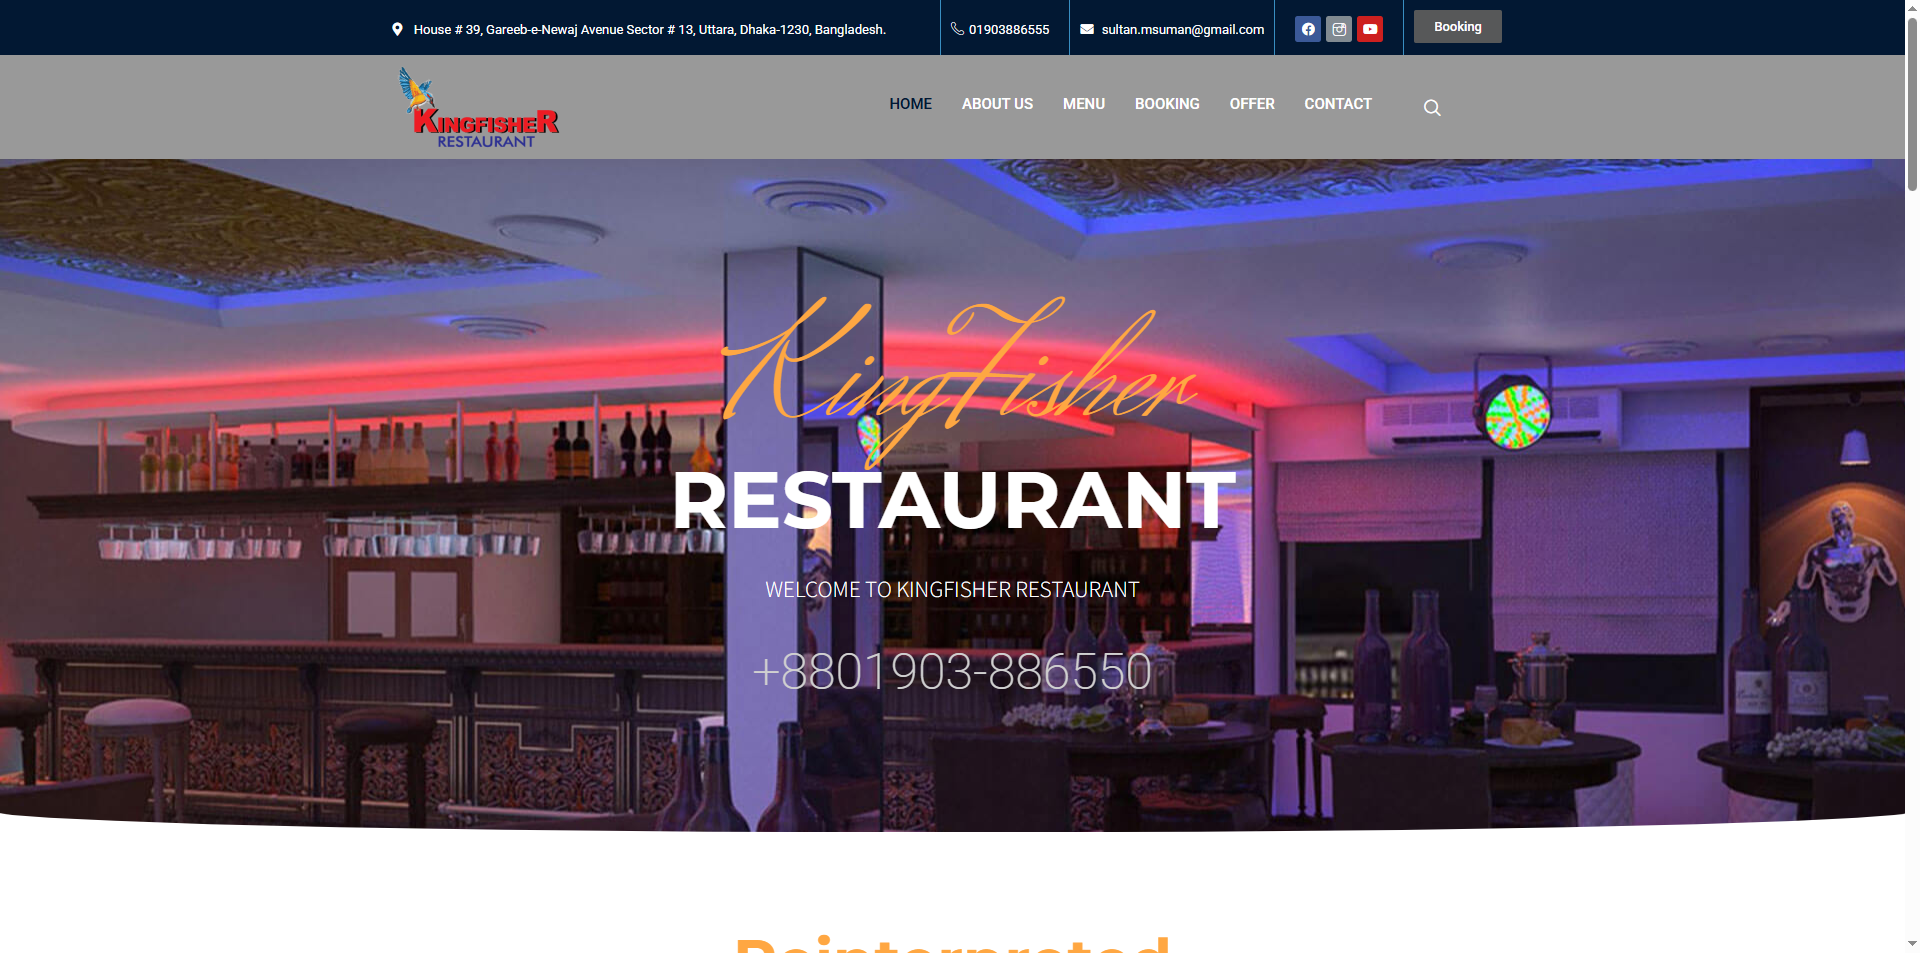 House # 39, Gareeb-e-Newaj Avenue Sector # 13, Uttara, Dhaka-1230, Bangladesh.
01903886555
sultan.msuman@gmail.com
Booking
KINGFISHER
RESTAURANT
HOME
ABOUT US
MENU
BOOKING
OFFER
CONTACT
KingFisher
RESTAURANT
WELCOME TO KINGFISHER RESTAURANT
+8801903-886550
Reinterpreted